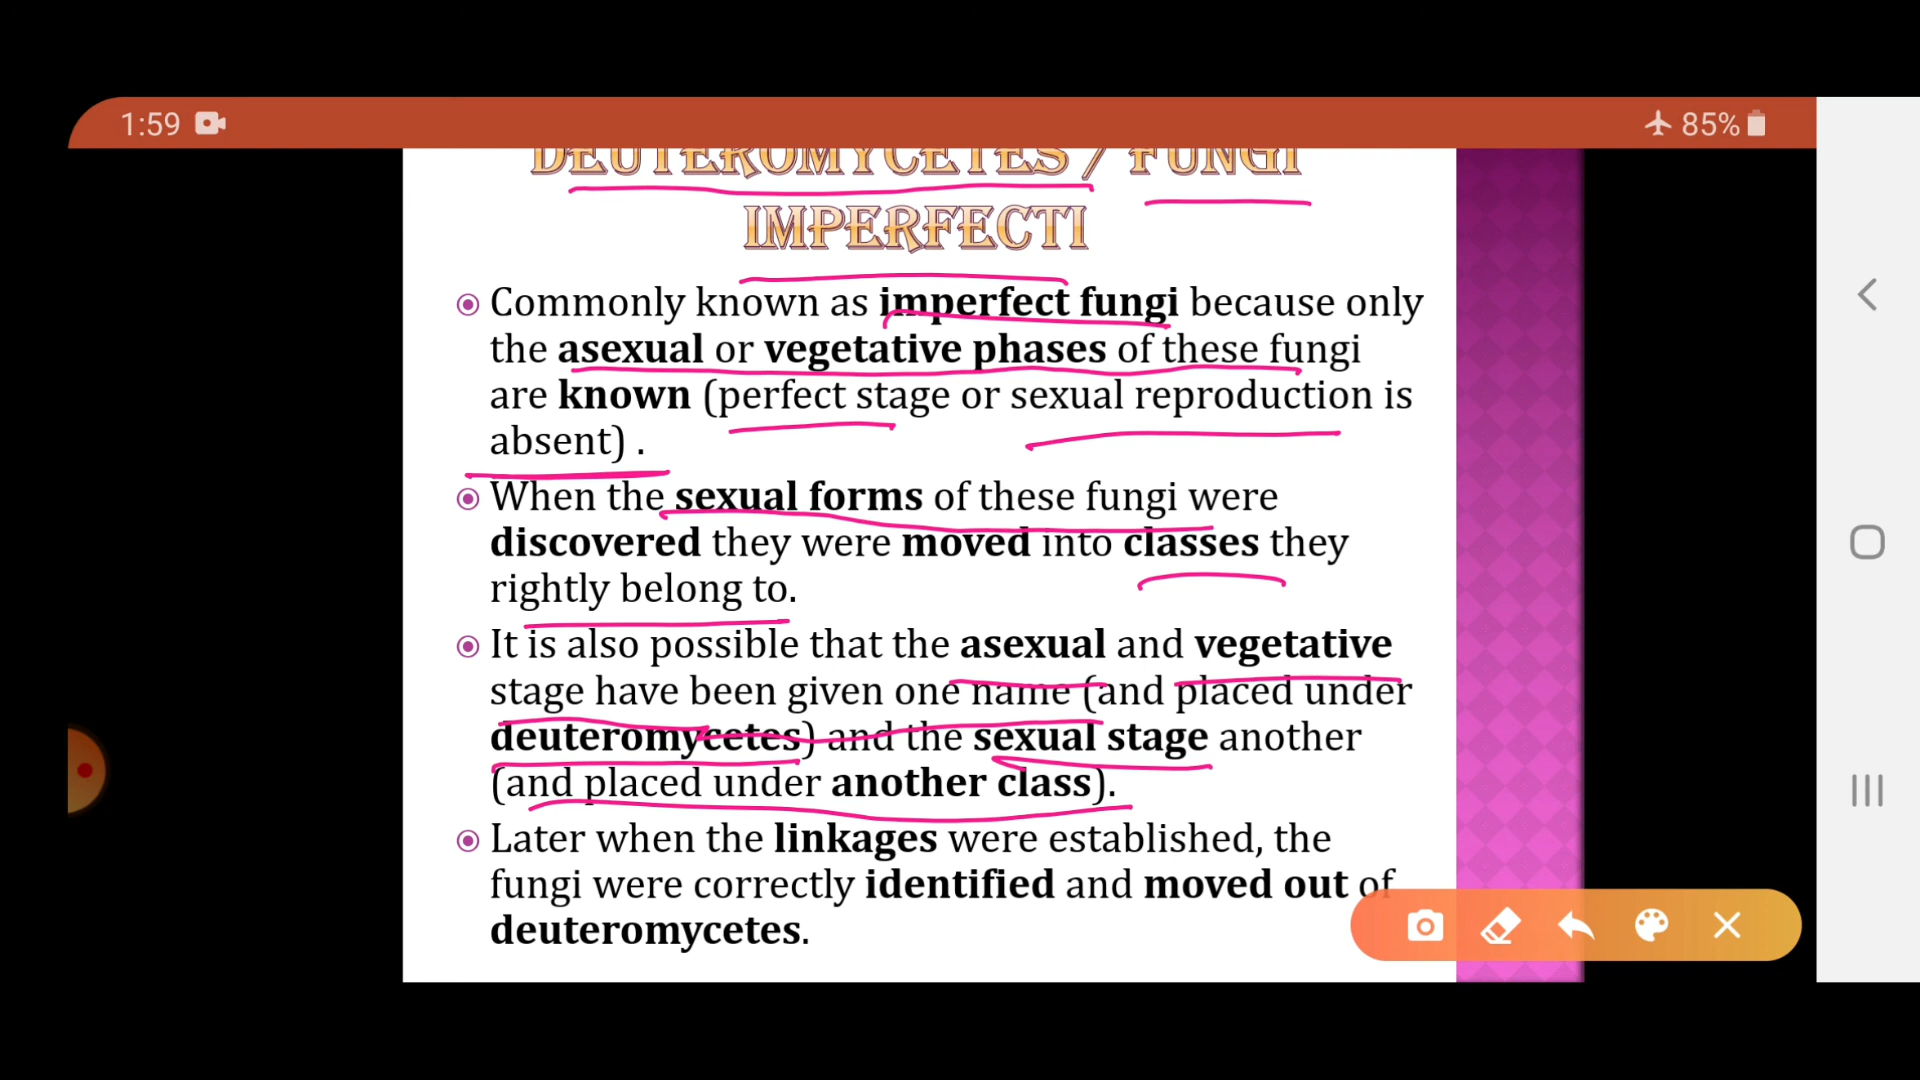 1:59
85%
DEUTEROMYCETES / FUNGI
IMPERFECTI
Commonly known as imperfect fungi because only
the asexual or vegetative phases of these fungi
are known (perfect stage or sexual reproduction is
absent) .
When the sexual forms of these fungi were
discovered they were moved into classes they
rightly belong to.
It is also possible that the asexual and vegetative
stage have been given one name (and placed under
deuteromycetes) and the sexual stage another
(and placed under another class).
Later when the linkages were established, the
fungi were correctly identified and moved out of
deuteromycetes.